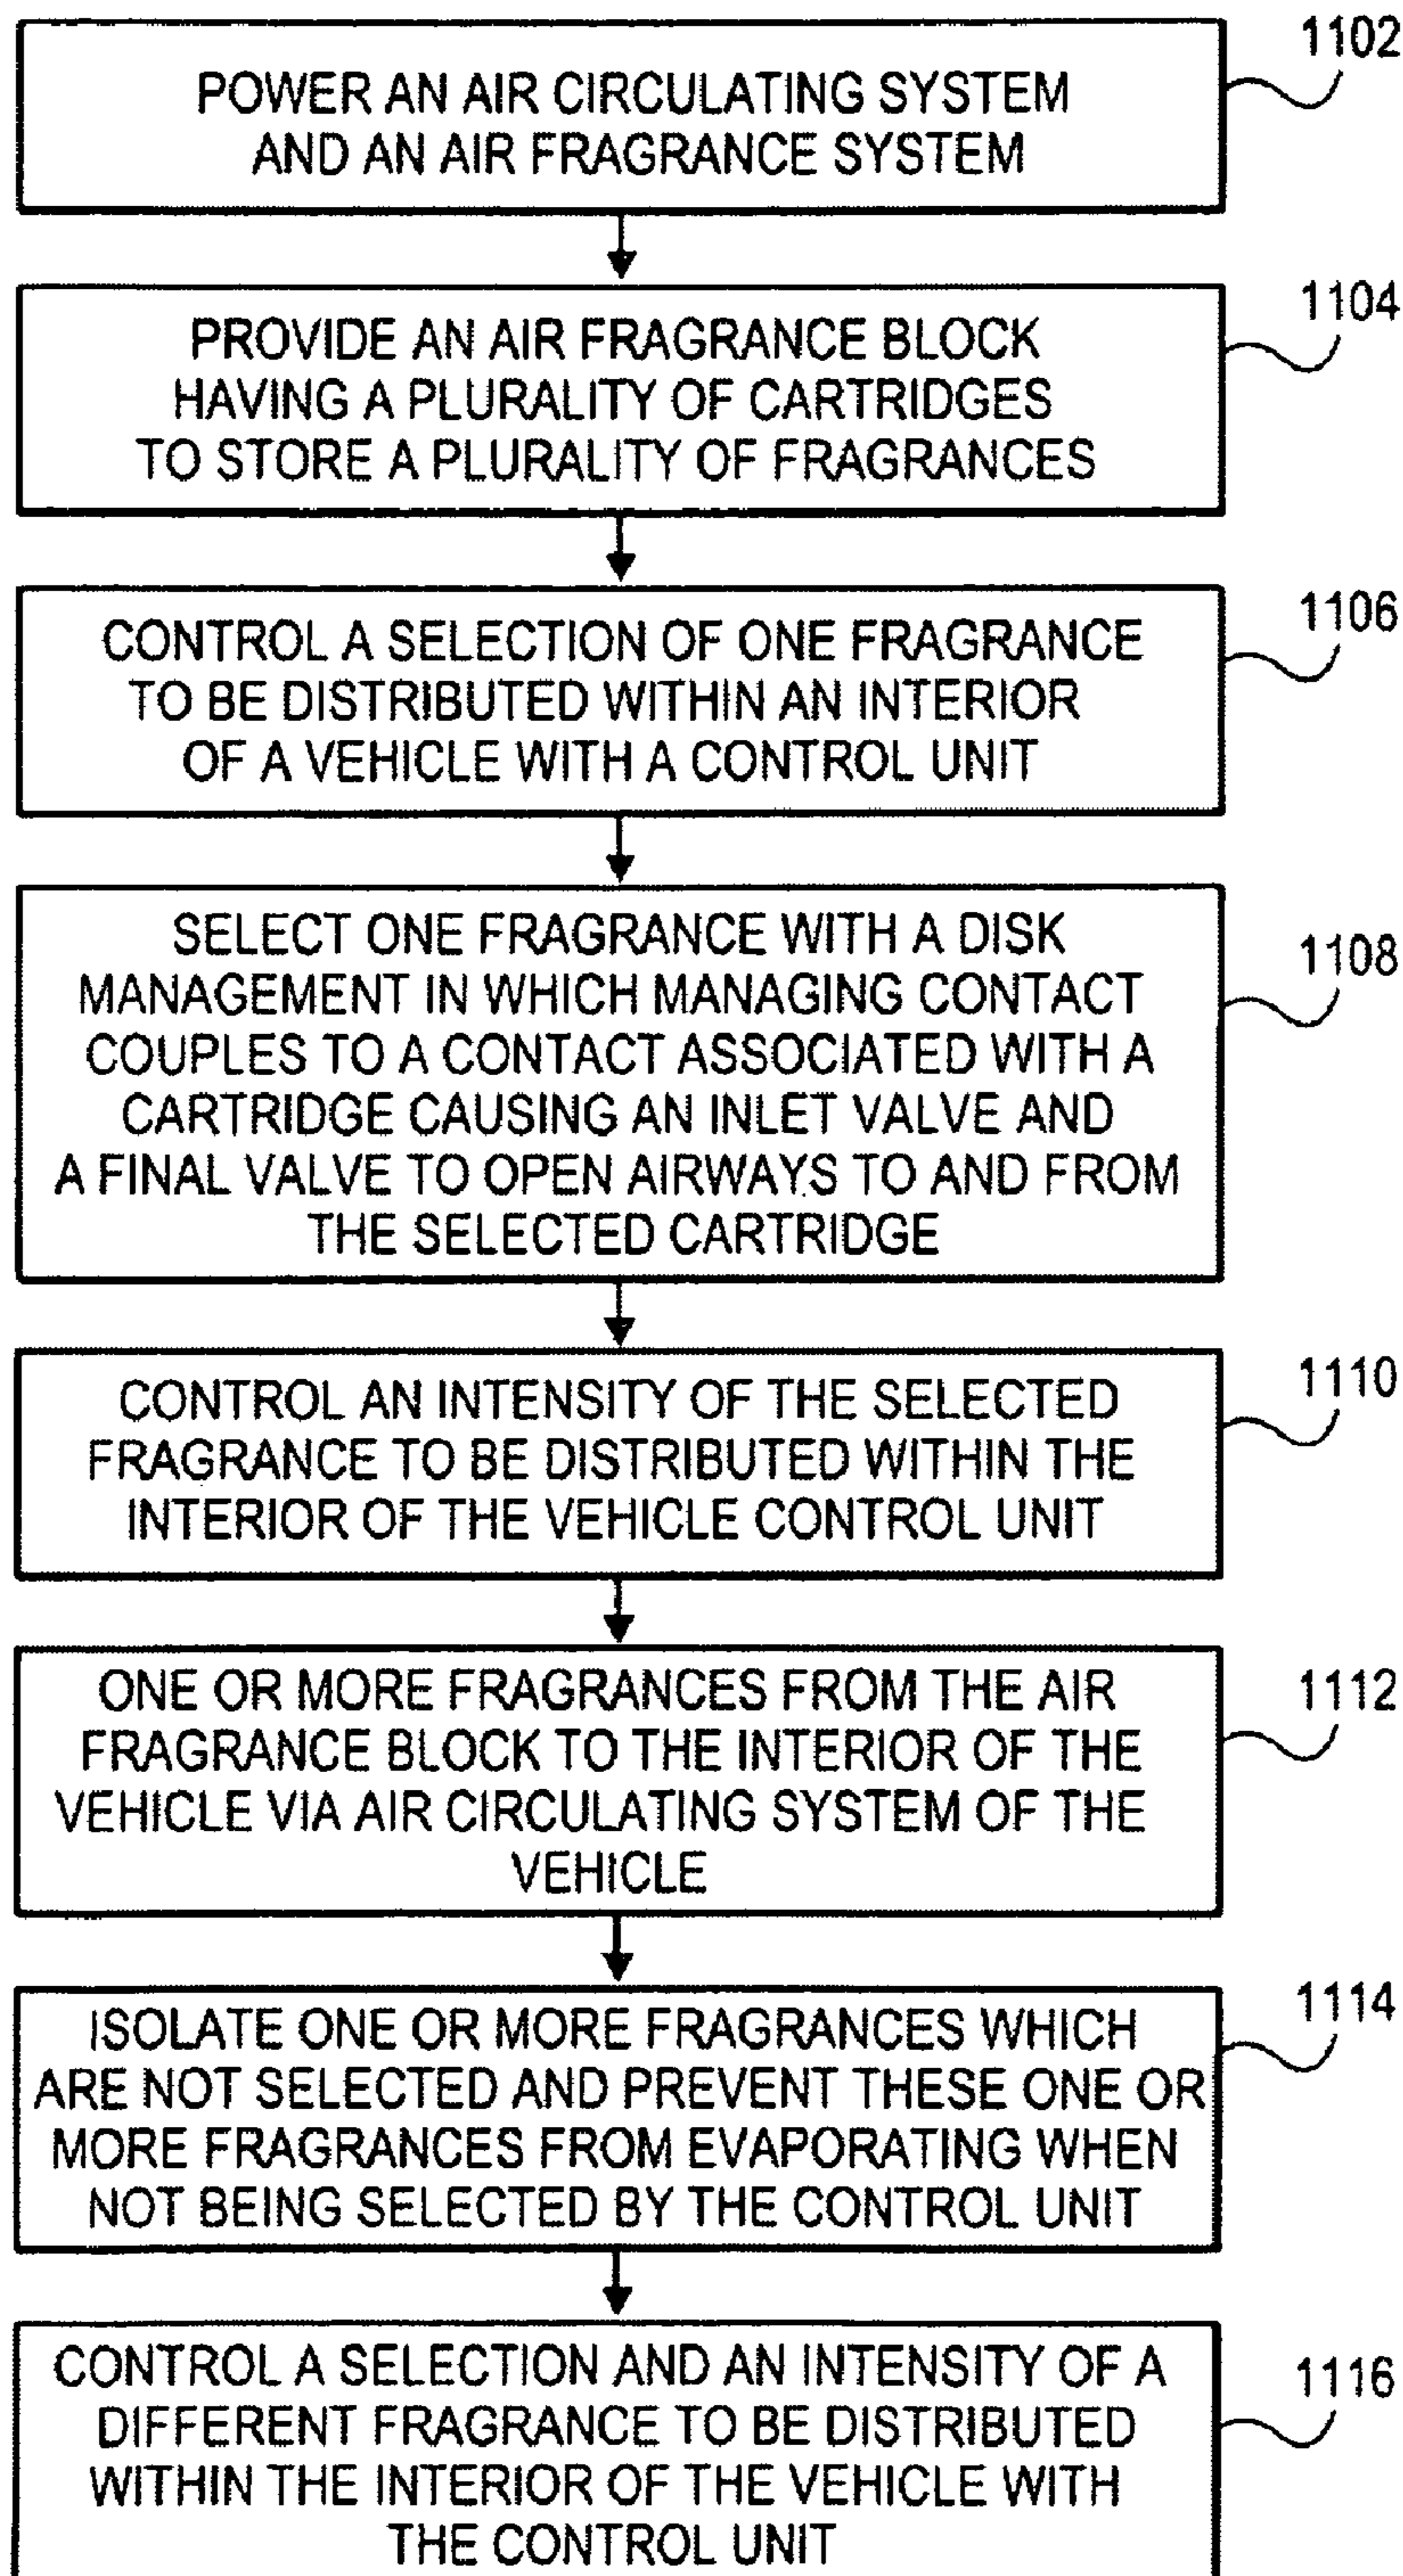 1102
POWER AN AIR CIRCULATING SYSTEM
AND AN AIR FRAGRANCE SYSTEM
1104
PROVIDE AN AIR FRAGRANCE BLOCK
HAVING A PLURALITY OF CARTRIDGES
TO STORE A PLURALITY OF FRAGRANCES
1106
CONTROL A SELECTION OF ONE FRAGRANCE
TO BE DISTRIBUTED WITHIN AN INTERIOR
OF A VEHICLE WITH A CONTROL UNIT
1108
SELECT ONE FRAGRANCE WITH A DISK
MANAGEMENT IN WHICH MANAGING CONTACT
COUPLES TO A CONTACT ASSOCIATED WITH A
CARTRIDGE CAUSING AN INLET VALVE AND
A FINAL VALVE TO OPEN AIRWAYS TO AND FROM
THE SELECTED CARTRIDGE
1110
CONTROL AN INTENSITY OF THE SELECTED
FRAGRANCE TO BE DISTRIBUTED WITHIN THE
INTERIOR OF THE VEHICLE CONTROL UNIT
1112
ONE OR MORE FRAGRANCES FROM THE AIR
FRAGRANCE BLOCK TO THE INTERIOR OF THE
VEHICLE VIA AIR CIRCULATING SYSTEM OF THE
VEHICLE
1114
ISOLATE ONE OR MORE FRAGRANCES WHICH
ARE NOT SELECTED AND PREVENT THESE ONE OR
MORE FRAGRANCES FROM EVAPORATING WHEN
NOT BEING SELECTED BY THE CONTROL UNIT
1116
CONTROL A SELECTION AND AN INTENSITY OF A
DIFFERENT FRAGRANCE TO BE DISTRIBUTED
WITHIN THE INTERIOR OF THE VEHICLE WITH
THE CONTROL UNIT